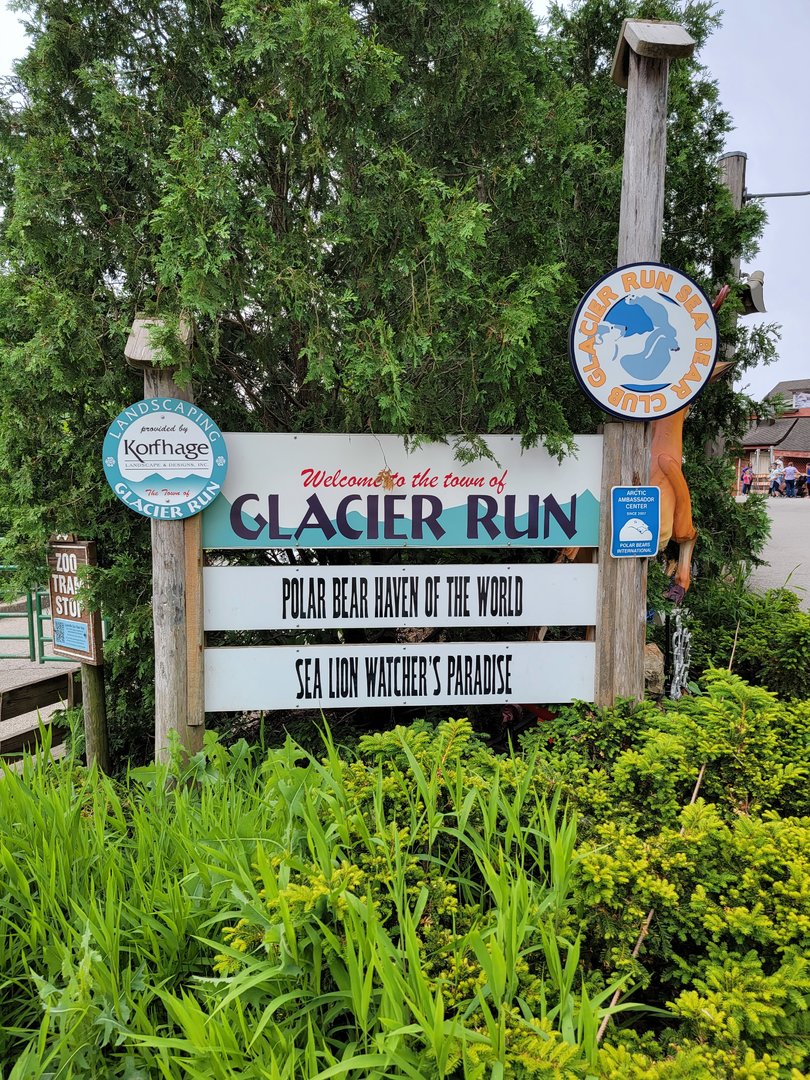 LANDSCAPING
provided by
Korfhage
LANDSCAPE & DESIGNS, INC.
The Town of
GLACIER RUN
Welcome to the town of
GLACIER RUN
POLAR BEAR HAVEN OF THE WORLD
SEA LION WATCHER'S PARADISE
GLACIER RUN SEA BEAR CLUB
ARCTIC
AMBASSADOR
CENTER
SINCE 2007
POLAR BEARS
INTERNATIONAL
ZOO
TRAM
STOP